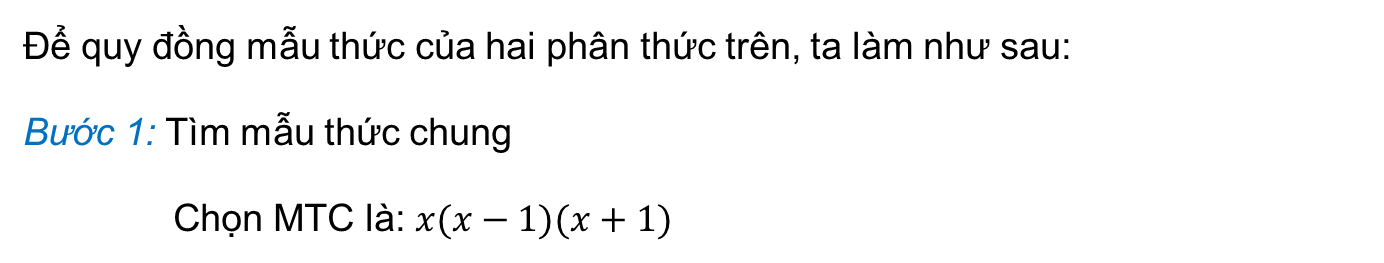 Để quy đồng mẫu thức của hai phân thức trên, ta làm như sau:
Bước 1: Tìm mẫu thức chung
Chọn MTC là: 𝑥(𝑥 − 1)(𝑥 + 1)